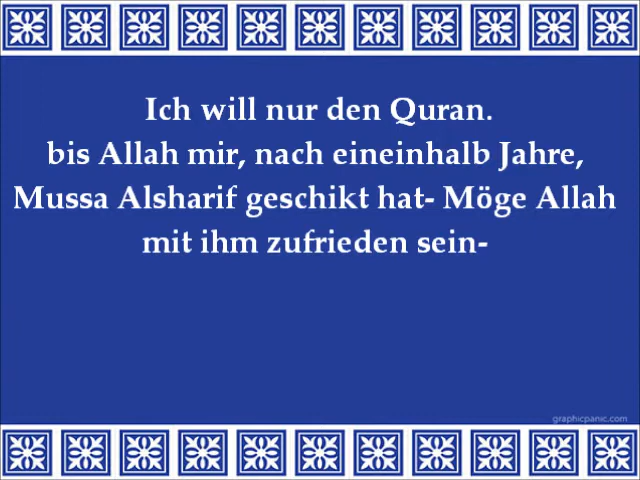 Ich will nur den Quran.
bis Allah mir, nach eineinhalb Jahre,
Mussa Alsharif geschikt hat- Möge Allah
mit ihm zufrieden sein-
graphicpanic.com